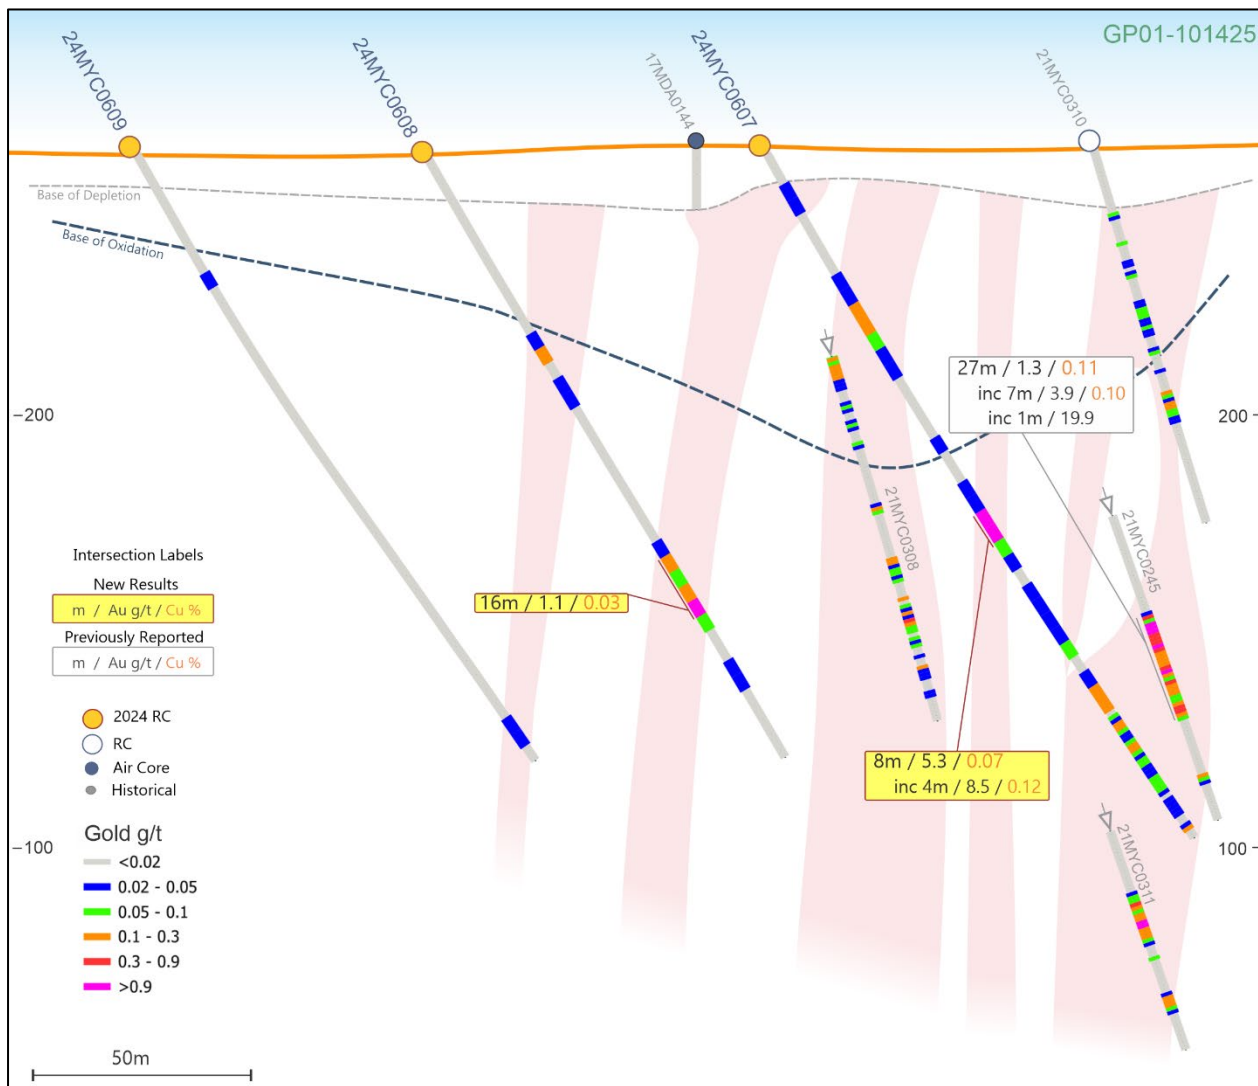 GP01-101425
24MYC0609
24MYC0608
17MDA0144
24MYC0607
21MYC0310
Base of Depletion
Base of Oxidation
27m / 1.3 / 0.11
inc 7m / 3.9 / 0.10
inc 1m / 19.9
200
200
21MYC0308
21MYC0245
Intersection Labels
New Results
m / Au g/t / Cu %
Previously Reported
m / Au g/t / Cu %
16m / 1.1 / 0.03
2024 RC
RC
Air Core
Historical
8m / 5.3 / 0.07
inc 4m / 8.5 / 0.12
21MYC0311
Gold g/t
100
100
<0.02
0.02 - 0.05
0.05 - 0.1
0.1 - 0.3
0.3 - 0.9
>0.9
50m